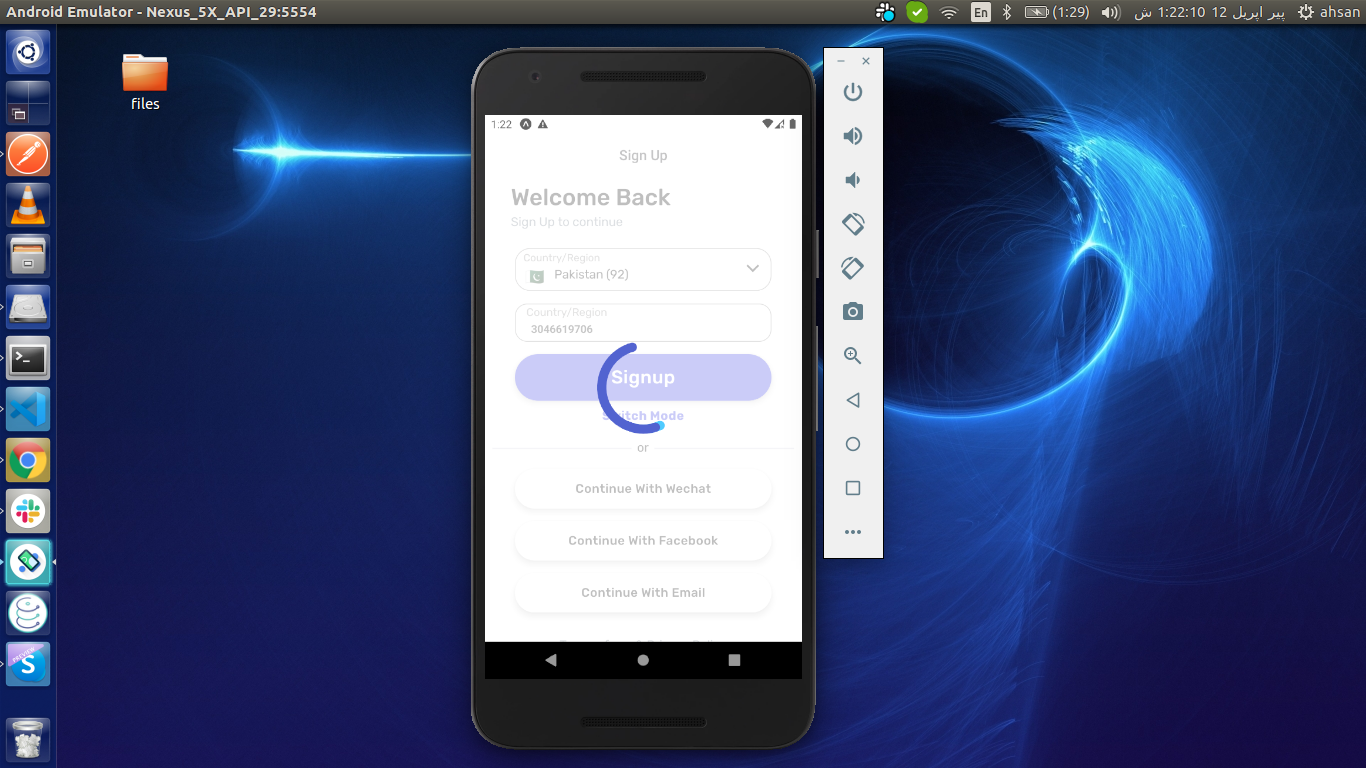 Android Emulator - Nexus_5X_API_29:5554
En
(1:29)
پیر اپریل 12 1:22:10 ش
ahsan
files
1:22
Sign Up
Welcome Back
Sign Up to continue
Country/Region
Pakistan (92)
Country/Region
3046619706
Signup
Switch Mode
or
Continue With Wechat
Continue With Facebook
Continue With Email
PREVIEW
S